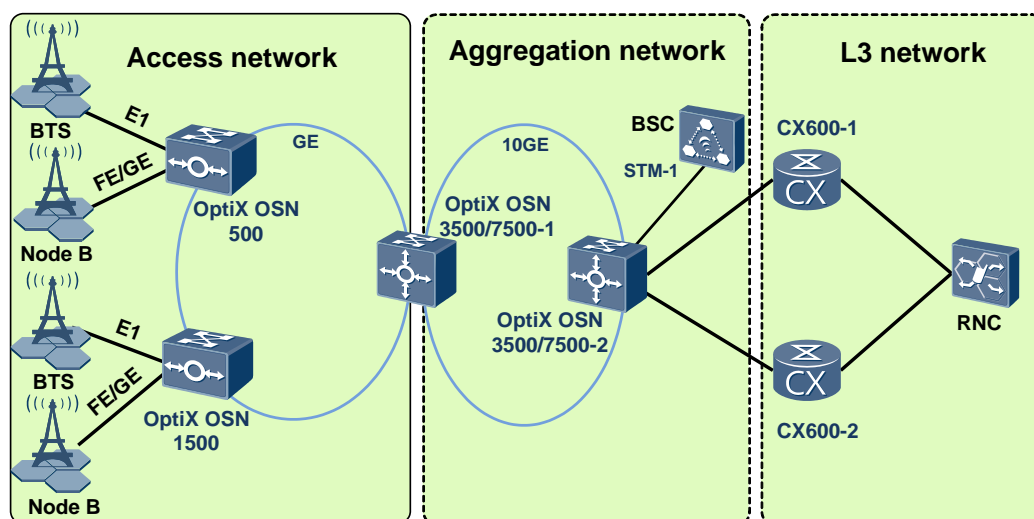 Access network
Aggregation network
L3 network
BTS
E1
GE
FE/GE
Node B
OptiX OSN
500
BTS
E1
FE/GE
Node B
OptiX OSN
1500
10GE
OptiX OSN
3500/7500-1
BSC
STM-1
OptiX OSN
3500/7500-2
CX600-1
CX
RNC
CX
CX600-2